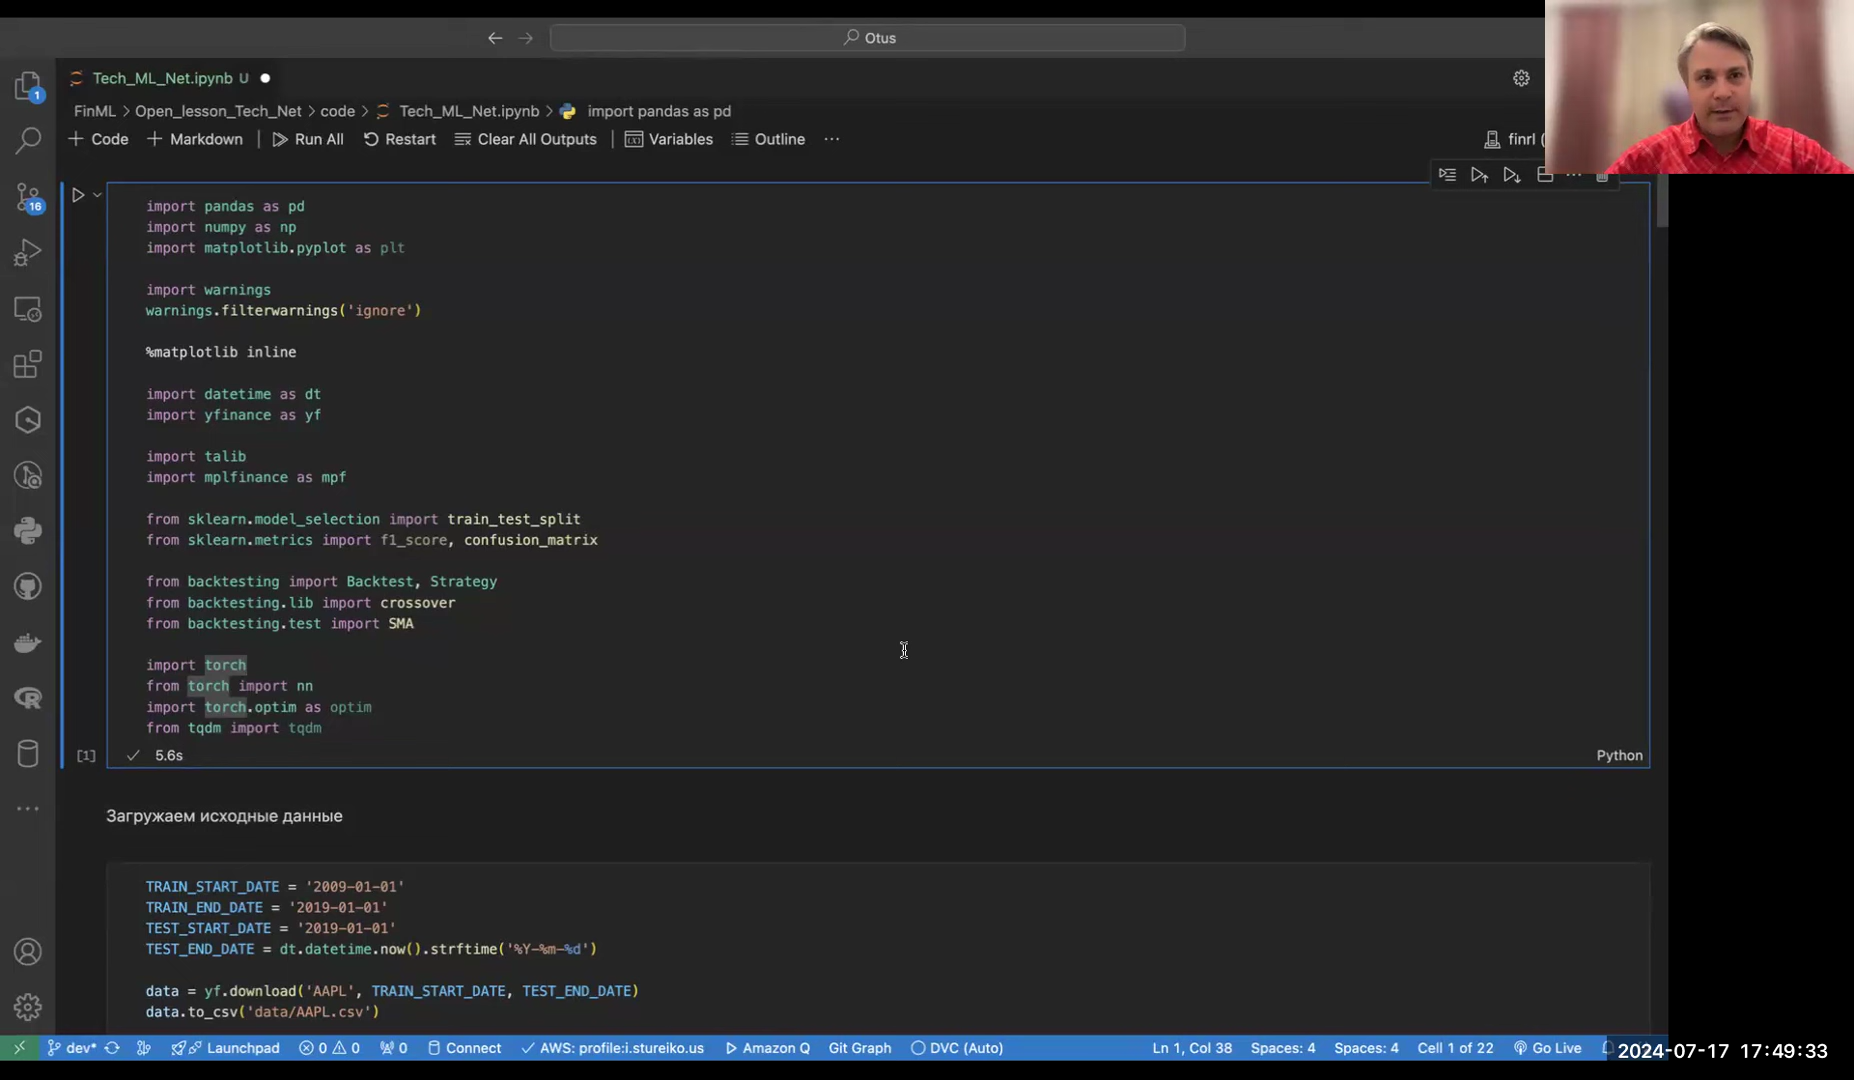 Otus
Tech_ML_Net.ipynb U
FinML > Open_lesson_Tech_Net > code > Tech_ML_Net.ipynb > import pandas as pd
Code Markdown Run All Restart Clear All Outputs Variables Outline ...
finrl (
1
16
import pandas as pd
import numpy as np
import matplotlib.pyplot as plt
import warnings
warnings.filterwarnings('ignore')
%matplotlib inline
import datetime as dt
import yfinance as yf
import talib
import mplfinance as mpf
from sklearn.model_selection import train_test_split
from sklearn.metrics import f1_score, confusion_matrix
from backtesting import Backtest, Strategy
from backtesting.lib import crossover
from backtesting.test import SMA
import torch
from torch import nn
import torch.optim as optim
from tqdm import tqdm
[1] 5.6s Python
Загружаем исходные данные
TRAIN_START_DATE = '2009-01-01'
TRAIN_END_DATE = '2019-01-01'
TEST_START_DATE = '2019-01-01'
TEST_END_DATE = dt.datetime.now().strftime('%Y-%m-%d')
data = yf.download('AAPL', TRAIN_START_DATE, TEST_END_DATE)
data.to_csv('data/AAPL.csv')
dev* Launchpad 0 0 0 Connect AWS: profile:i.stureiko.us Amazon Q Git Graph DVC (Auto) Ln 1, Col 38 Spaces: 4 Spaces: 4 Cell 1 of 22 Go Live
2024-07-17 17:49:33